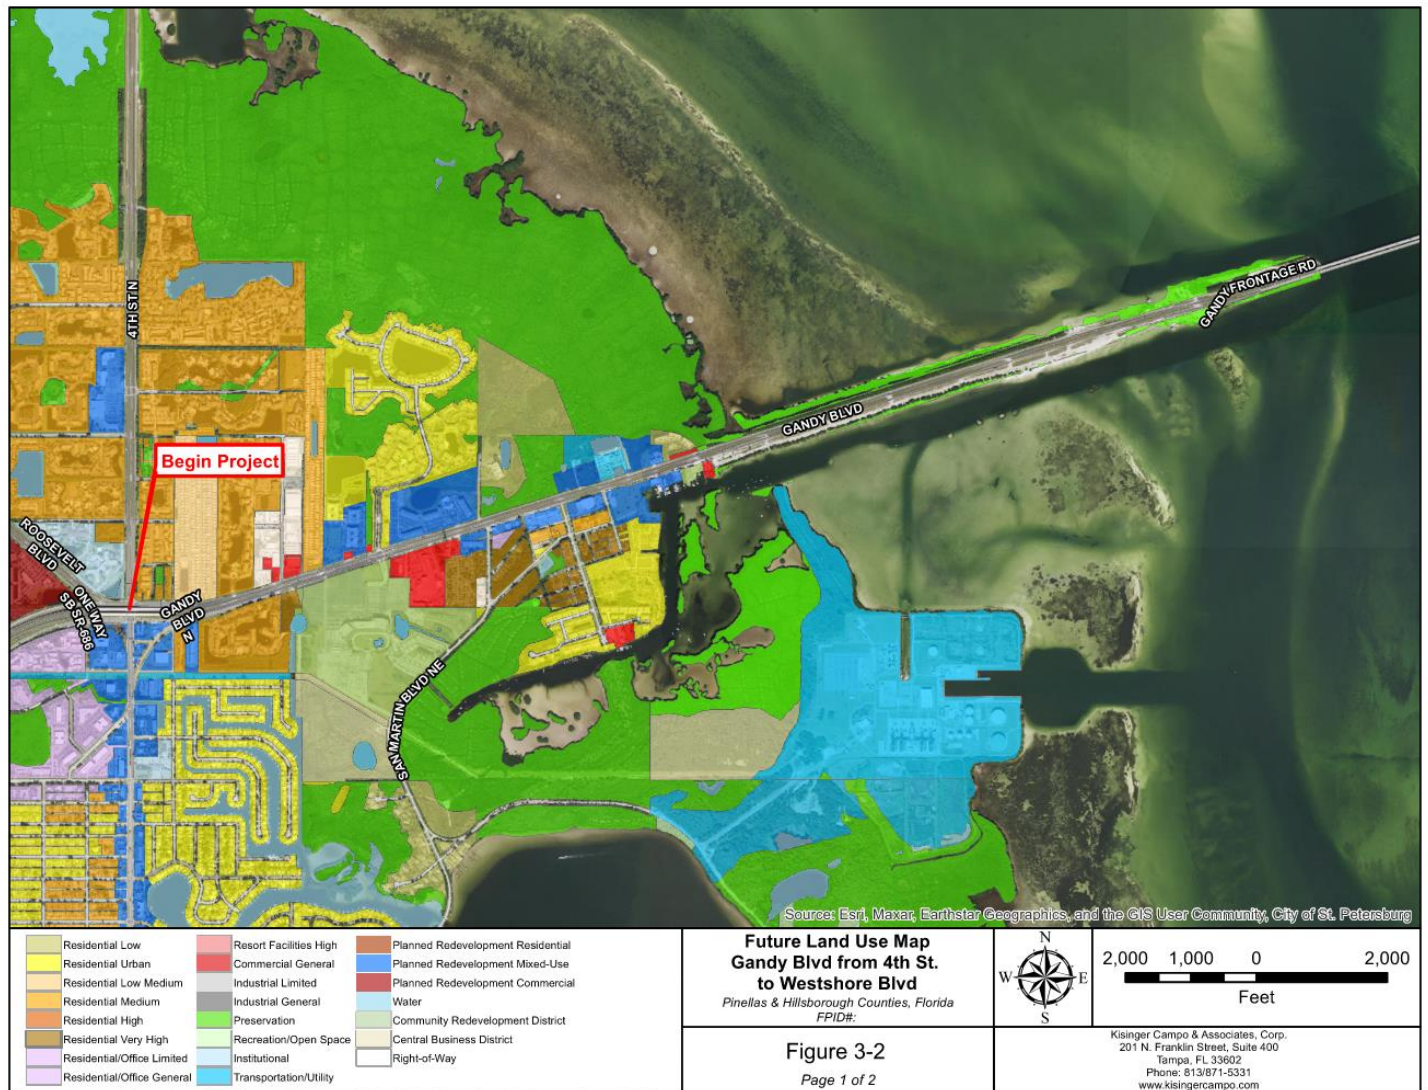 4TH ST N
GANDY FRONTAGE RD
GANDY BLVD
Begin Project
ROOSEVELT
BLVD
ONE WAY
SB SR-686
GANDY
BLVD
N
SAN MARTIN BLVD NE
Source: Esri, Maxar, Earthstar Geographics, and the GIS User Community, City of St. Petersburg
Residential Low
Residential Urban
Residential Low Medium
Residential Medium
Residential High
Residential Very High
Residential/Office Limited
Residential/Office General
Resort Facilities High
Commercial General
Industrial Limited
Industrial General
Preservation
Recreation/Open Space
Institutional
Transportation/Utility
Planned Redevelopment Residential
Planned Redevelopment Mixed-Use
Planned Redevelopment Commercial
Water
Community Redevelopment District
Central Business District
Right-of-Way
Future Land Use Map
Gandy Blvd from 4th St.
to Westshore Blvd
Pinellas & Hillsborough Counties, Florida
FPID#:
Figure 3-2
Page 1 of 2
N
W E
S
2,000 1,000 0 2,000
Feet
Kisinger Campo & Associates, Corp.
201 N. Franklin Street, Suite 400
Tampa, FL 33602
Phone: 813/871-5331
www.kisingercampo.com